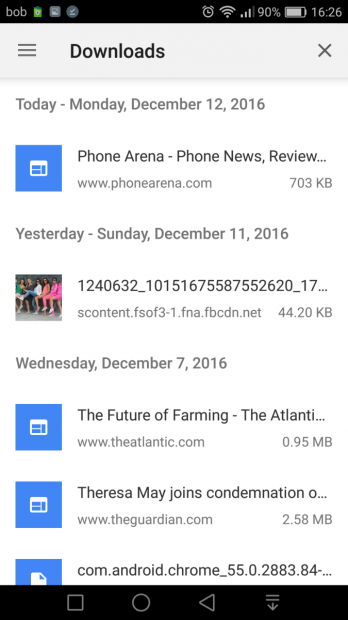 bob 90% 16:26
Downloads
Today - Monday, December 12, 2016
Phone Arena - Phone News, Review...
www.phonearena.com 703 KB
Yesterday - Sunday, December 11, 2016
1240632_10151675587552620_17...
scontent.fsof3-1.fna.fbcdn.net 44.20 KB
Wednesday, December 7, 2016
The Future of Farming - The Atlanti...
www.theatlantic.com 0.95 MB
Theresa May joins condemnation o...
www.theguardian.com 2.58 MB
com.android.chrome_55.0.2883.84-...